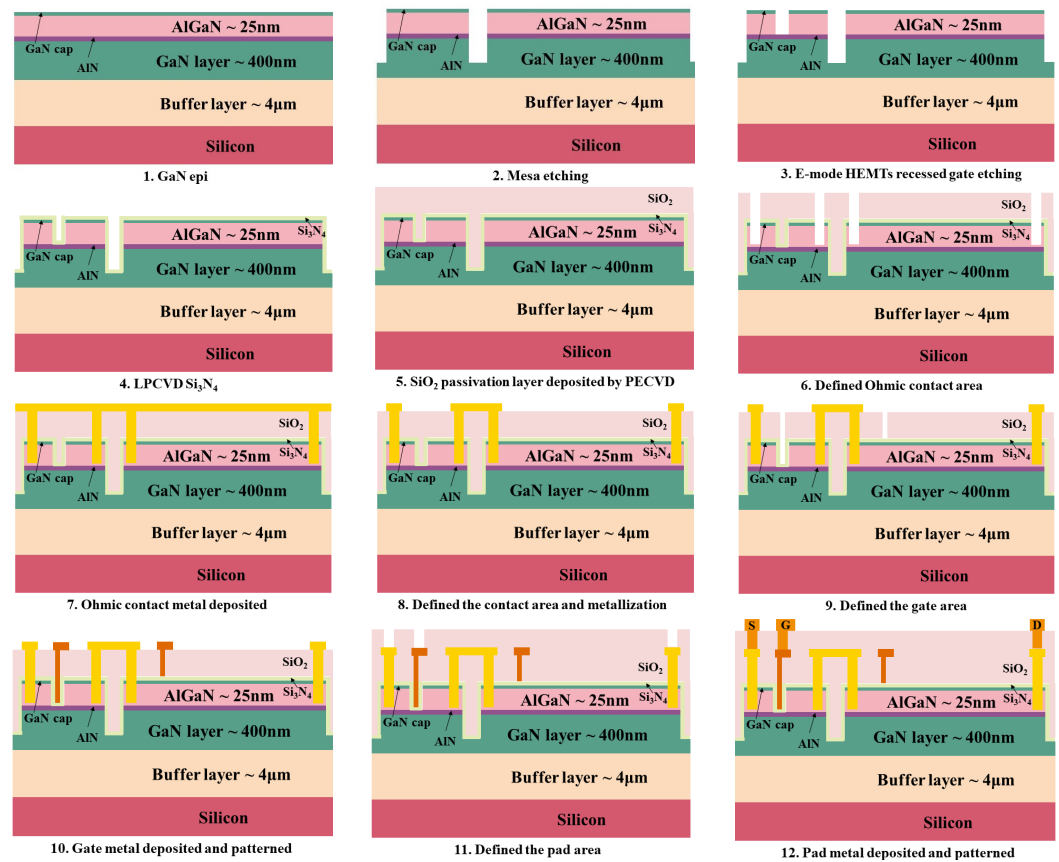 GaN cap
AlGaN ~ 25nm
AlN
GaN layer ~ 400nm
Buffer layer ~ 4μm
Silicon
1. GaN epi
GaN cap
AlGaN ~ 25nm
AlN
GaN layer ~ 400nm
Buffer layer ~ 4μm
Silicon
2. Mesa etching
GaN cap
AlGaN ~ 25nm
AlN
GaN layer ~ 400nm
Buffer layer ~ 4μm
Silicon
3. E-mode HEMTs recessed gate etching
Si₃N₄
AlGaN ~ 25nm
GaN cap
AlN
GaN layer ~ 400nm
Buffer layer ~ 4μm
Silicon
4. LPCVD Si₃N₄
SiO₂
Si₃N₄
AlGaN ~ 25nm
GaN cap
AlN
GaN layer ~ 400nm
Buffer layer ~ 4μm
Silicon
5. SiO₂ passivation layer deposited by PECVD
SiO₂
Si₃N₄
AlGaN ~ 25nm
GaN cap
AlN
GaN layer ~ 400nm
Buffer layer ~ 4μm
Silicon
6. Defined Ohmic contact area
SiO₂
Si₃N₄
AlGaN ~ 25nm
GaN cap
AlN
GaN layer ~ 400nm
Buffer layer ~ 4μm
Silicon
7. Ohmic contact metal deposited
SiO₂
Si₃N₄
AlGaN ~ 25nm
GaN cap
AlN
GaN layer ~ 400nm
Buffer layer ~ 4μm
Silicon
8. Defined the contact area and metallization
SiO₂
Si₃N₄
AlGaN ~ 25nm
GaN cap
AlN
GaN layer ~ 400nm
Buffer layer ~ 4μm
Silicon
9. Defined the gate area
SiO₂
Si₃N₄
AlGaN ~ 25nm
GaN cap
AlN
GaN layer ~ 400nm
Buffer layer ~ 4μm
Silicon
10. Gate metal deposited and patterned
SiO₂
Si₃N₄
AlGaN ~ 25nm
GaN cap
AlN
GaN layer ~ 400nm
Buffer layer ~ 4μm
Silicon
11. Defined the pad area
S G D
SiO₂
Si₃N₄
AlGaN ~ 25nm
GaN cap
AlN
GaN layer ~ 400nm
Buffer layer ~ 4μm
Silicon
12. Pad metal deposited and patterned